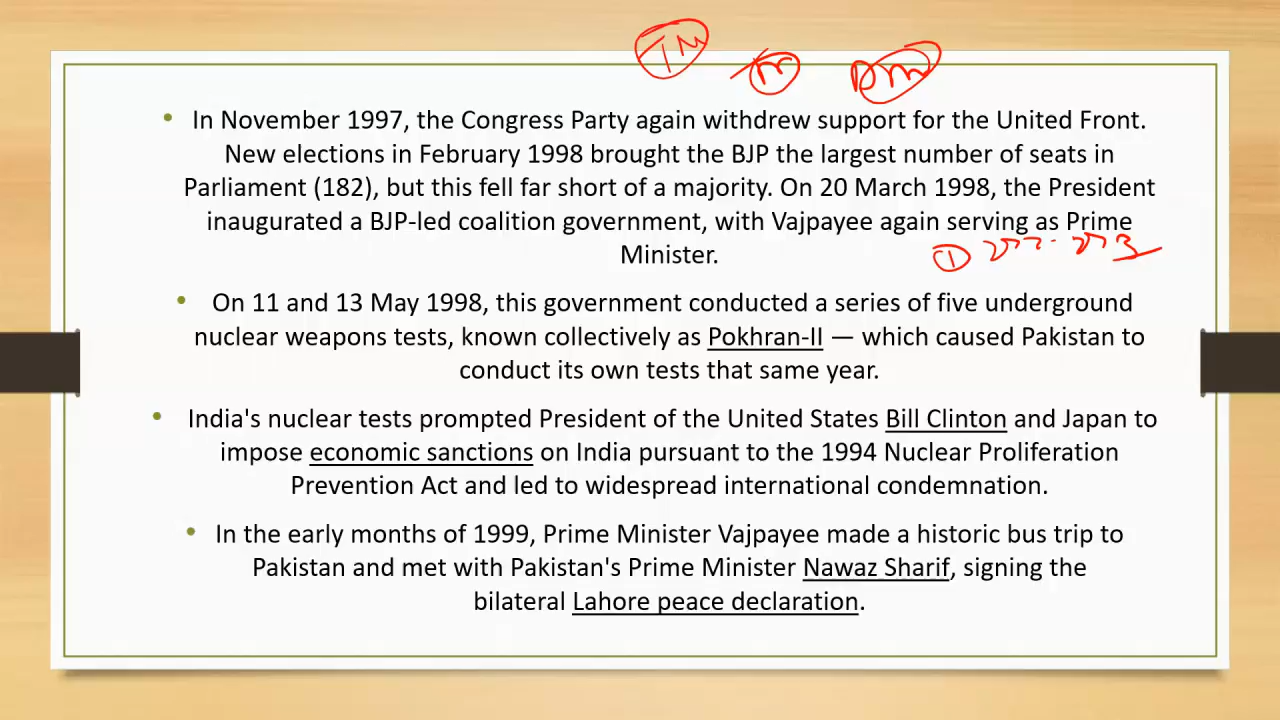 TM
• In November 1997, the Congress Party again withdrew support for the United Front.
New elections in February 1998 brought the BJP the largest number of seats in
Parliament (182), but this fell far short of a majority. On 20 March 1998, the President
inaugurated a BJP-led coalition government, with Vajpayee again serving as Prime
Minister.
• On 11 and 13 May 1998, this government conducted a series of five underground
nuclear weapons tests, known collectively as Pokhran-II — which caused Pakistan to
conduct its own tests that same year.
• India's nuclear tests prompted President of the United States Bill Clinton and Japan to
impose economic sanctions on India pursuant to the 1994 Nuclear Proliferation
Prevention Act and led to widespread international condemnation.
• In the early months of 1999, Prime Minister Vajpayee made a historic bus trip to
Pakistan and met with Pakistan's Prime Minister Nawaz Sharif, signing the
bilateral Lahore peace declaration.